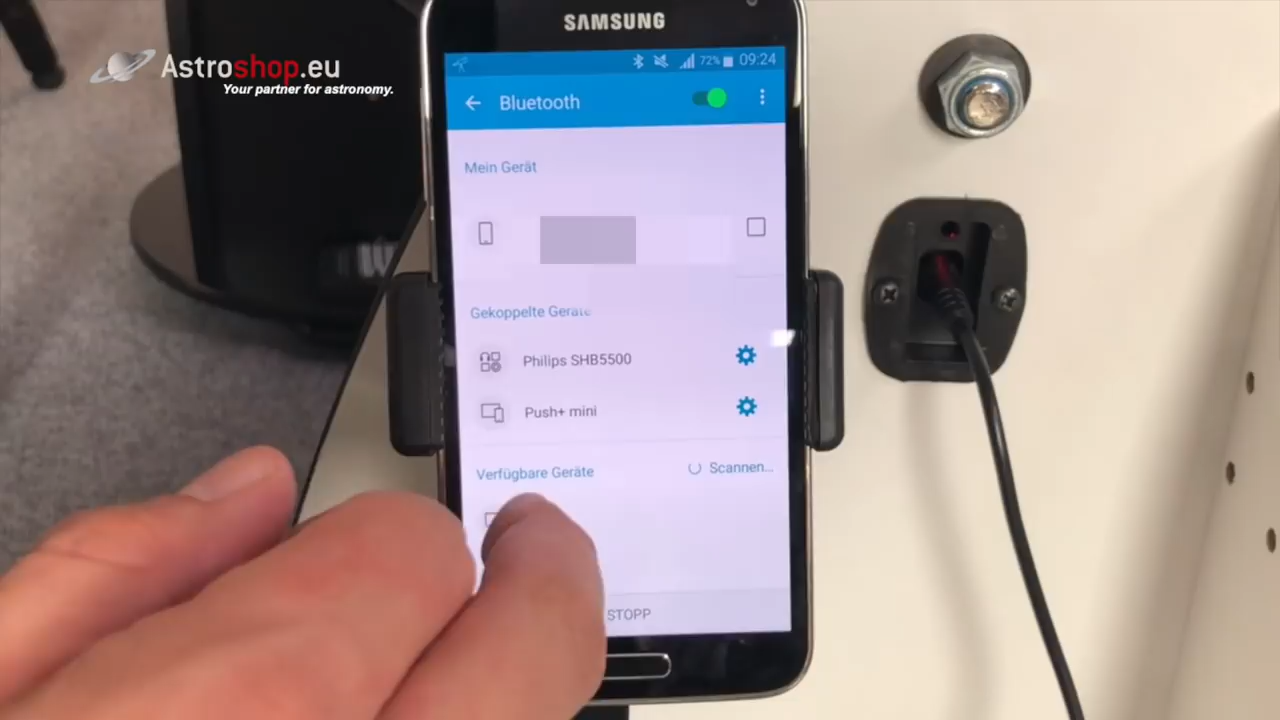 SAMSUNG
Astroshop.eu
Your partner for astronomy.
72% 09:24
Bluetooth
Mein Gerät
Gekoppelte Geräte
Philips SHB5500
Push+ mini
Verfügbare Geräte
Scannen...
STOPP